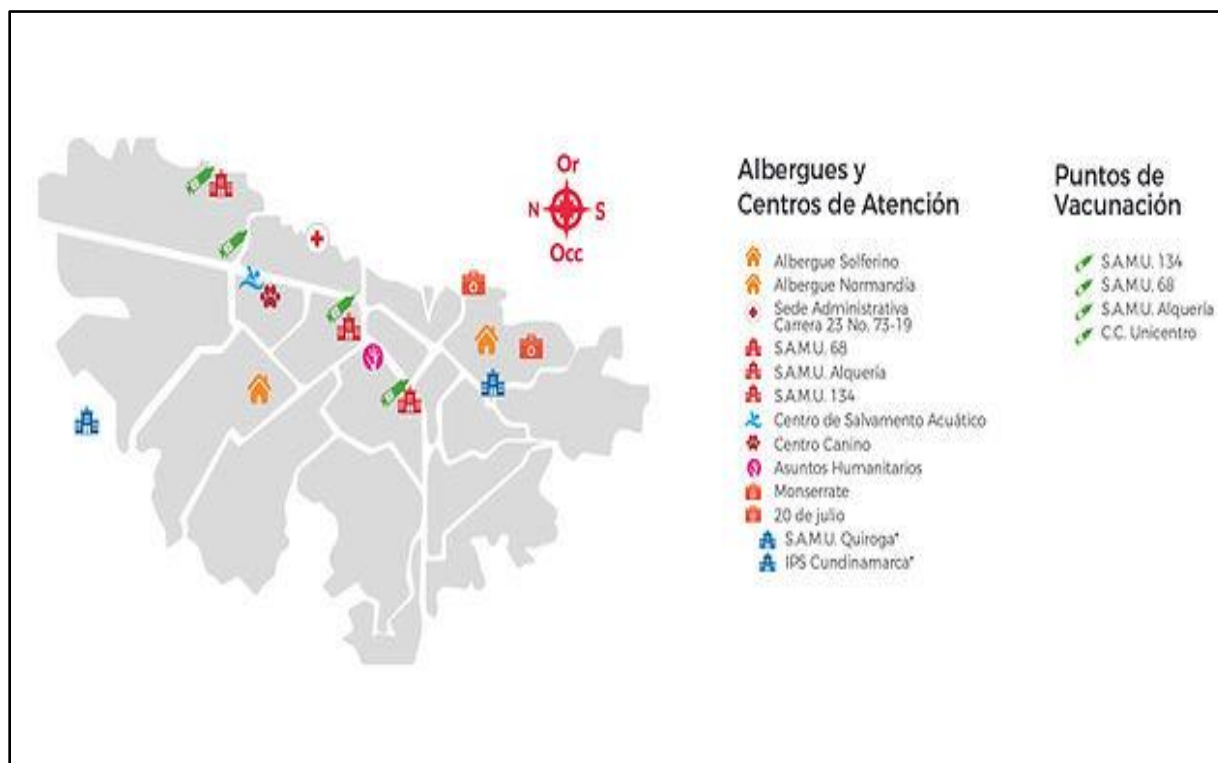 Or
N S
Occ
Albergues y
Centros de Atención
Albergue Solferino
Albergue Normandía
Sede Administrativa
Carrera 23 No. 73-19
S.A.M.U. 68
S.A.M.U. Alquería
S.A.M.U. 134
Centro de Salvamento Acuático
Centro Canino
Asuntos Humanitarios
Monserrate
20 de julio
S.A.M.U. Quiroga*
IPS Cundinamarca*
Puntos de
Vacunación
S.A.M.U. 134
S.A.M.U. 68
S.A.M.U. Alquería
C.C. Unicentro